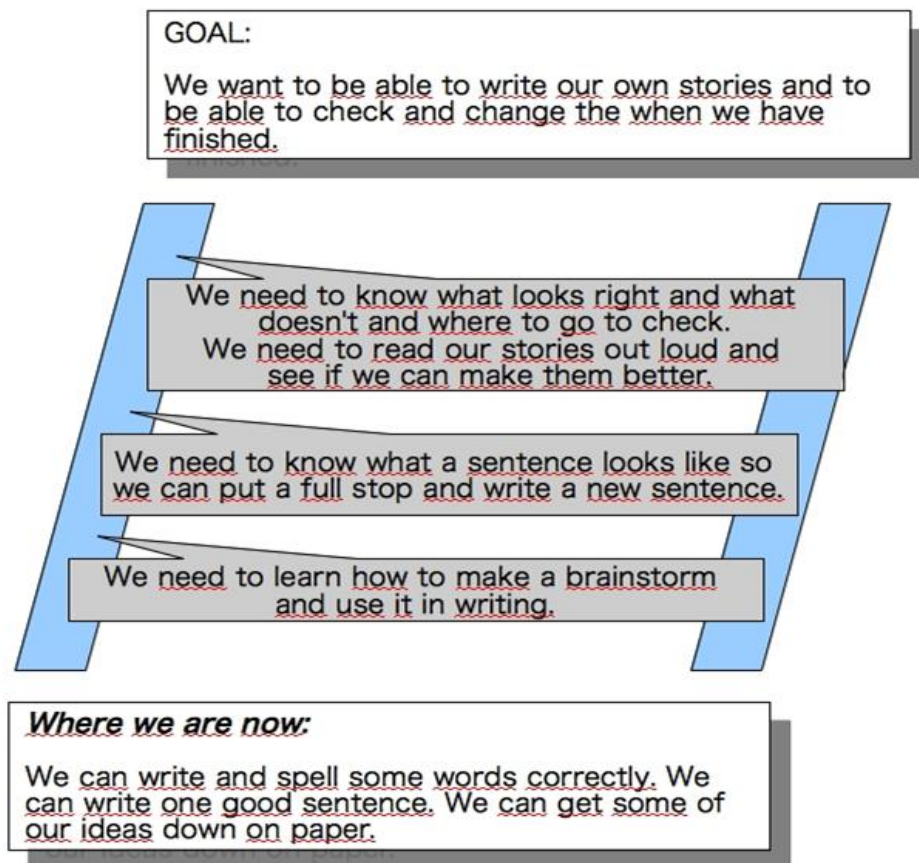 GOAL:
We want to be able to write our own stories and to
be able to check and change the when we have
finished.
We need to know what looks right and what
doesn't and where to go to check.
We need to read our stories out loud and
see if we can make them better.
We need to know what a sentence looks like so
we can put a full stop and write a new sentence.
We need to learn how to make a brainstorm
and use it in writing.
Where we are now:
We can write and spell some words correctly. We
can write one good sentence. We can get some of
our ideas down on paper.